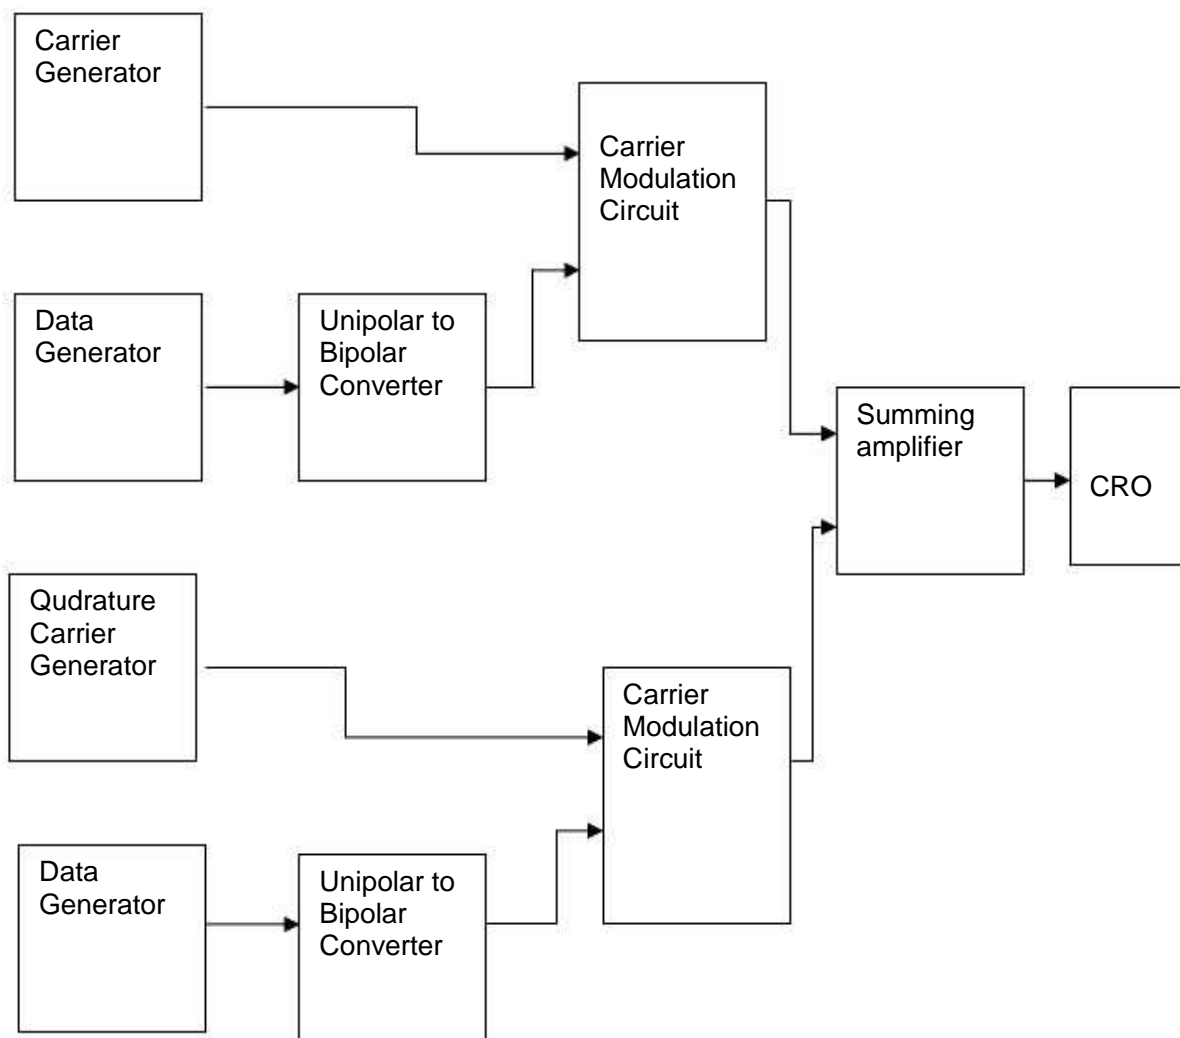 Carrier
Generator
Carrier
Modulation
Circuit
Data
Generator
Unipolar to
Bipolar
Converter
Summing
amplifier
CRO
Qudrature
Carrier
Generator
Carrier
Modulation
Circuit
Data
Generator
Unipolar to
Bipolar
Converter